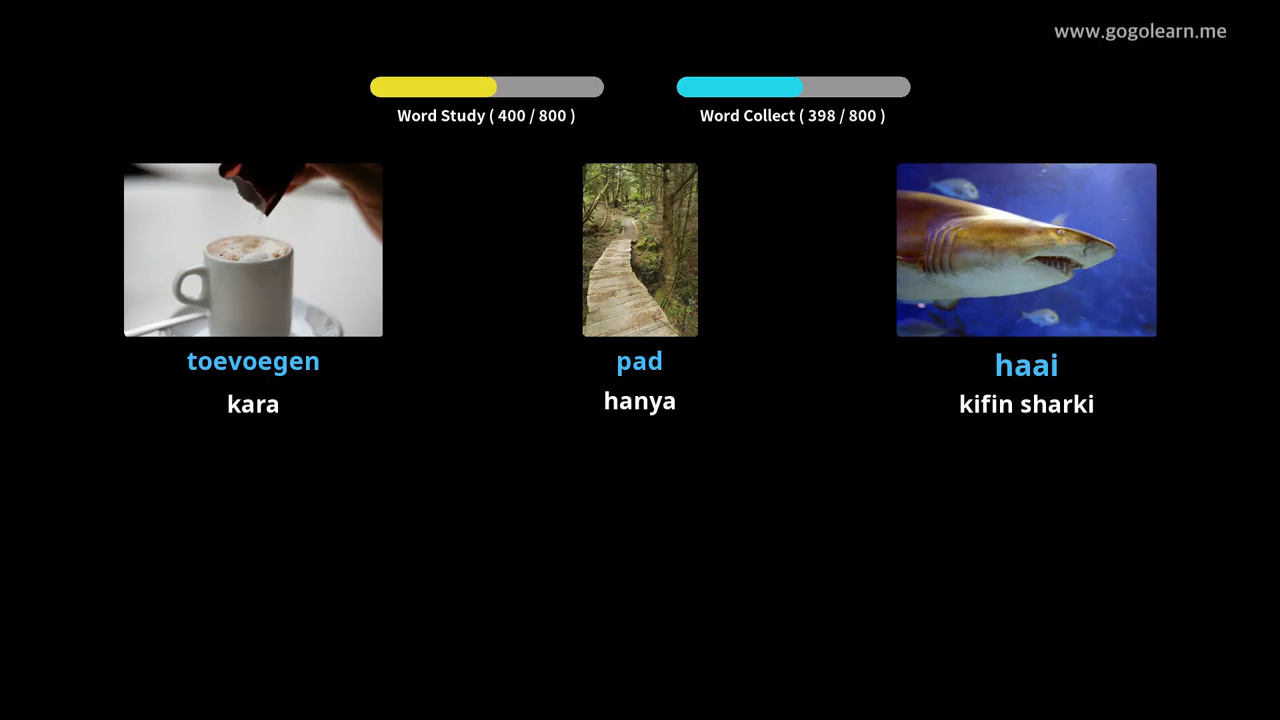 www.gogolearn.me
Word Study ( 400 / 800 )
Word Collect ( 398 / 800 )
toevoegen
kara
pad
hanya
haai
kifin sharki